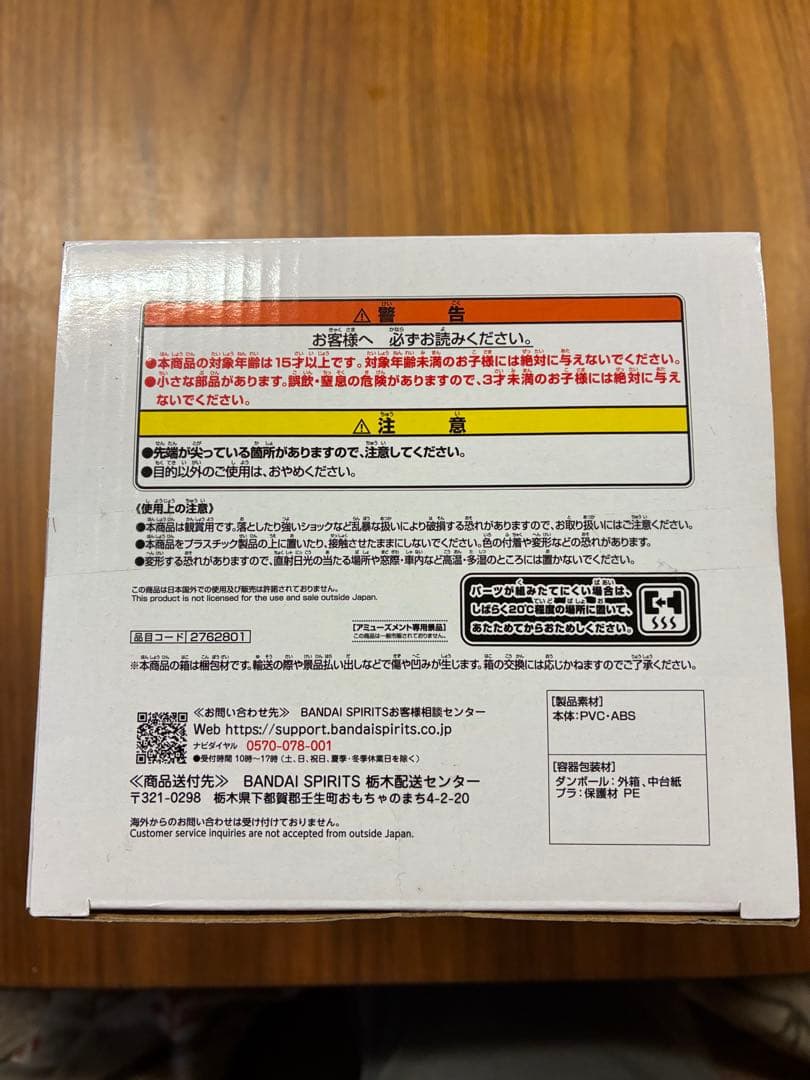 ⚠ 警告
お客様へ 必ずお読みください。
●本商品の対象年齢は15才以上です。対象年齢未満のお子様には絶対に与えないでください。
●小さな部品があります。誤飲・窒息の危険がありますので、3才未満のお子様には絶対に与え
ないでください。
⚠ 注意
●先端が尖っている箇所がありますので、注意してください。
●目的以外のご使用は、おやめください。
《使用上の注意》
●本商品は観賞用です。落としたり強いショックなど乱暴な扱いにより破損する恐れがありますので、お取り扱いにはご注意ください。
●本商品をプラスチック製品の上に置いたり、接触させたままにしないでください。色の付着や変形などの恐れがあります。
●変形する恐れがありますので、直射日光の当たる場所や窓際・車内など高温・多湿のところには置かないでください。
この商品は日本国外での使用及び販売は許諾されておりません。
This product is not licensed for the use and sale outside Japan.
パーツが組みたてにくい場合は、
しばらく20℃程度の場所に置いて、
あたためてからおためしください。
品目コード 2762801
【アミューズメント専用景品】
この商品は一般市販されておりません。
※本商品の箱は梱包材です。輸送の際や景品払い出しなどで傷や凹みが生じます。箱の交換には応じかねますのでご了承ください。
≪お問い合わせ先≫ BANDAI SPIRITSお客様相談センター
Web https://support.bandaispirits.co.jp
ナビダイヤル 0570-078-001
●受付時間 10時〜17時(土、日、祝日、夏季・冬季休業日を除く)
≪商品送付先≫ BANDAI SPIRITS 栃木配送センター
〒321-0298 栃木県下都賀郡壬生町おもちゃのまち4-2-20
海外からのお問い合わせは受け付けておりません。
Customer service inquiries are not accepted from outside Japan.
[製品素材]
本体:PVC・ABS
[容器包装材]
ダンボール:外箱、中台紙
プラ:保護材 PE